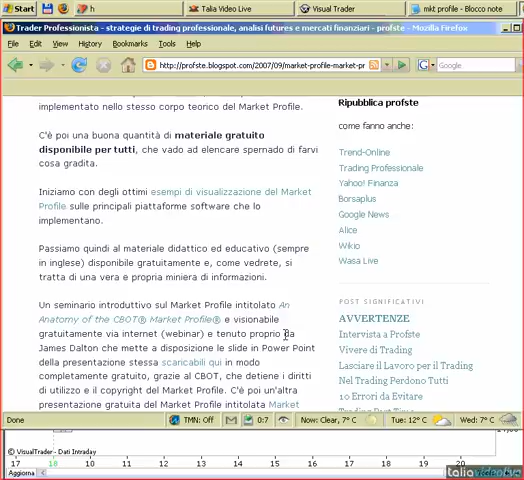 Start
h
Talia Video Live
Visual Trader
mkt profile - Blocco note
Trader Professionista - strategie di trading professionale, analisi futures e mercati finanziari - profste - Mozilla Firefox
File Edit View History Bookmarks Tools Help
http://profste.blogspot.com/2007/09/market-profile-market-pr
Google
implementato nello stesso corpo teorico del Market Profile.
C'è poi una buona quantità di materiale gratuito
disponibile per tutti, che vado ad elencare spernado di farvi
cosa gradita.
Iniziamo con degli ottimi esempi di visualizzazione del Market
Profile sulle principali piattaforme software che lo
implementano.
Passiamo quindi al materiale didattico ed educativo (sempre
in inglese) disponibile gratuitamente e, come vedrete, si
tratta di una vera e propria miniera di informazioni.
Un seminario introduttivo sul Market Profile intitolato An
Anatomy of the CBOT® Market Profile® e visionabile
gratuitamente via internet (webinar) e tenuto proprio da
James Dalton che mette a disposizione le slide in Power Point
della presentazione stessa scaricabili qui in modo
completamente gratuito, grazie al CBOT, che detiene i diritti
di utilizzo e il copyright del Market Profile. C'è poi un'altra
presentazione gratuita del Market Profile intitolata Market
Ripubblica profste
come fanno anche:
Trend-Online
Trading Professionale
Yahoo! Finanza
Borsaplus
Google News
Alice
Wikio
Wasa Live
POST SIGNIFICATIVI
AVVERTENZE
Intervista a Profste
Vivere di Trading
Lasciare il Lavoro per il Trading
Nel Trading Perdono Tutti
10 Errori da Evitare
Trading Part Time
Done
TMN: Off
0:7
Now: Clear, 7° C
Tue: 12° C
Wed: 7° C
© VisualTrader - Dati Intraday
17 18 10 11 12 13 14 15 16 17 18 19 20
Aggiorna